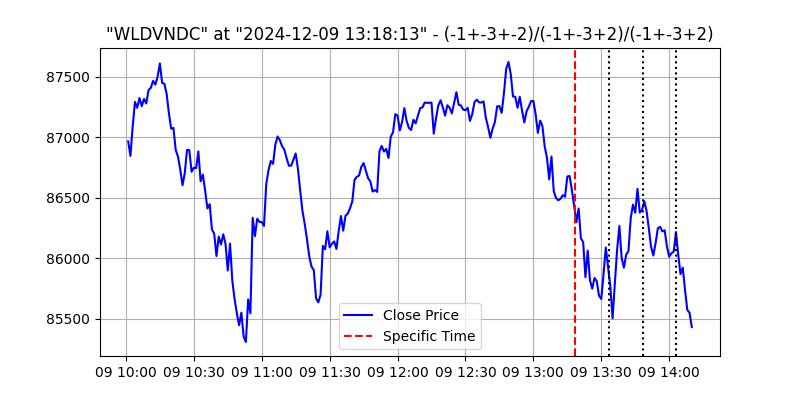 "WLDVNDC" at "2024-12-09 13:18:13" - (-1+-3+-2)/(-1+-3+2)/(-1+-3+2)
87500
87000
86500
86000
85500
Close Price
Specific Time
09 10:00 09 10:30 09 11:00 09 11:30 09 12:00 09 12:30 09 13:00 09 13:30 09 14:00